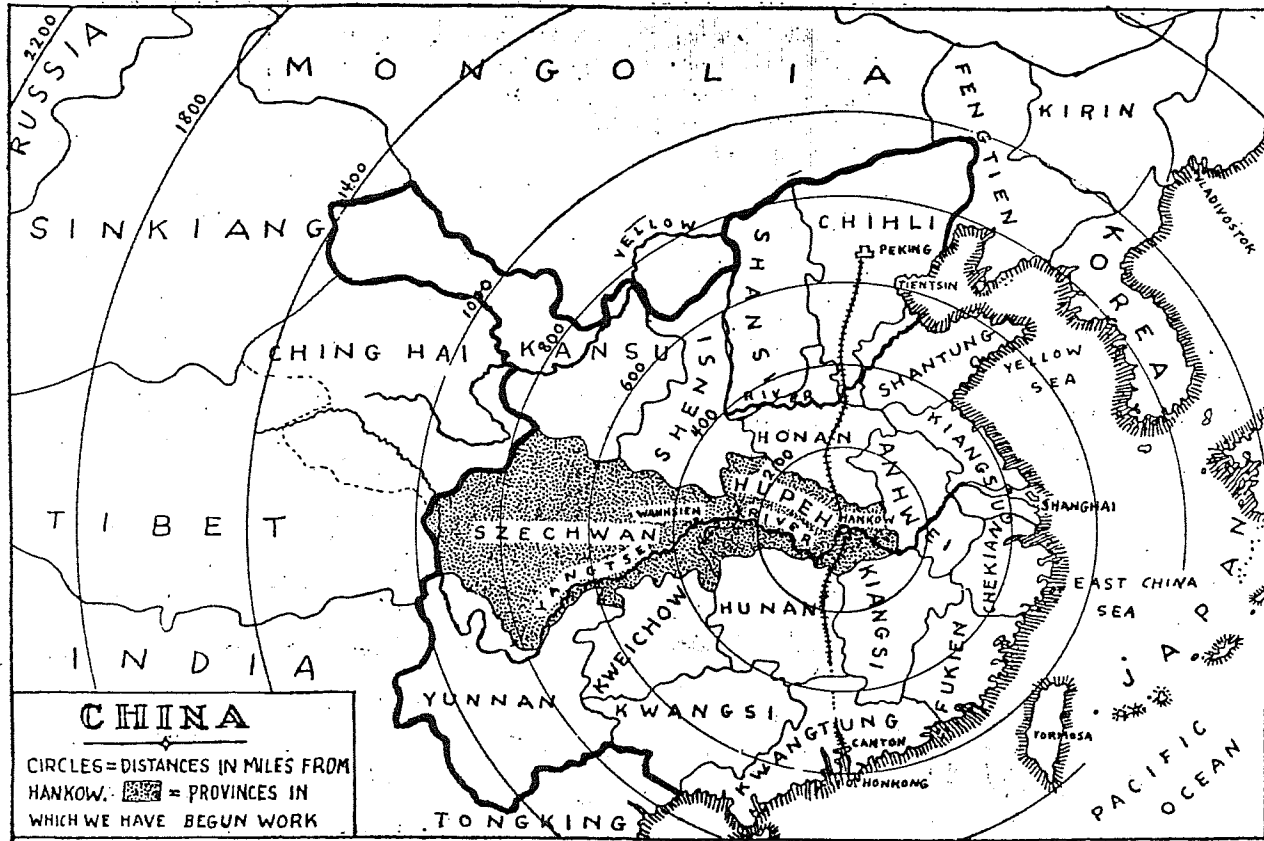 2200
1800
RUSSIA
MONGOLIA
FENGTIEN
KIRIN
1400
VLADIVOSTOK
SINKIANG
YELLOW
SHANSI
CHIHLI
PEKING
KOREA
TIENTSIN
1000
CHING HAI
KANSU
800
600
SHENSI
SHANTUNG
YELLOW
SEA
RIVER
400
HONAN
ANHWEI
KIANGSU
200
HUPEH
TIBET
SZECHWAN
WANHSIEN
RIVER
HANKOW
SHANGHAI
YANGTSE
CHEKIANG
EAST CHINA
SEA
JAPAN
HUNAN
KIANGSI
KWEICHOW
FUKIEN
INDIA
YUNNAN
KWANGSI
KWANGTUNG
CANTON
FORMOSA
HONKONG
PACIFIC
OCEAN
TONGKING
CHINA
CIRCLES=DISTANCES IN MILES FROM
HANKOW. = PROVINCES IN
WHICH WE HAVE BEGUN WORK